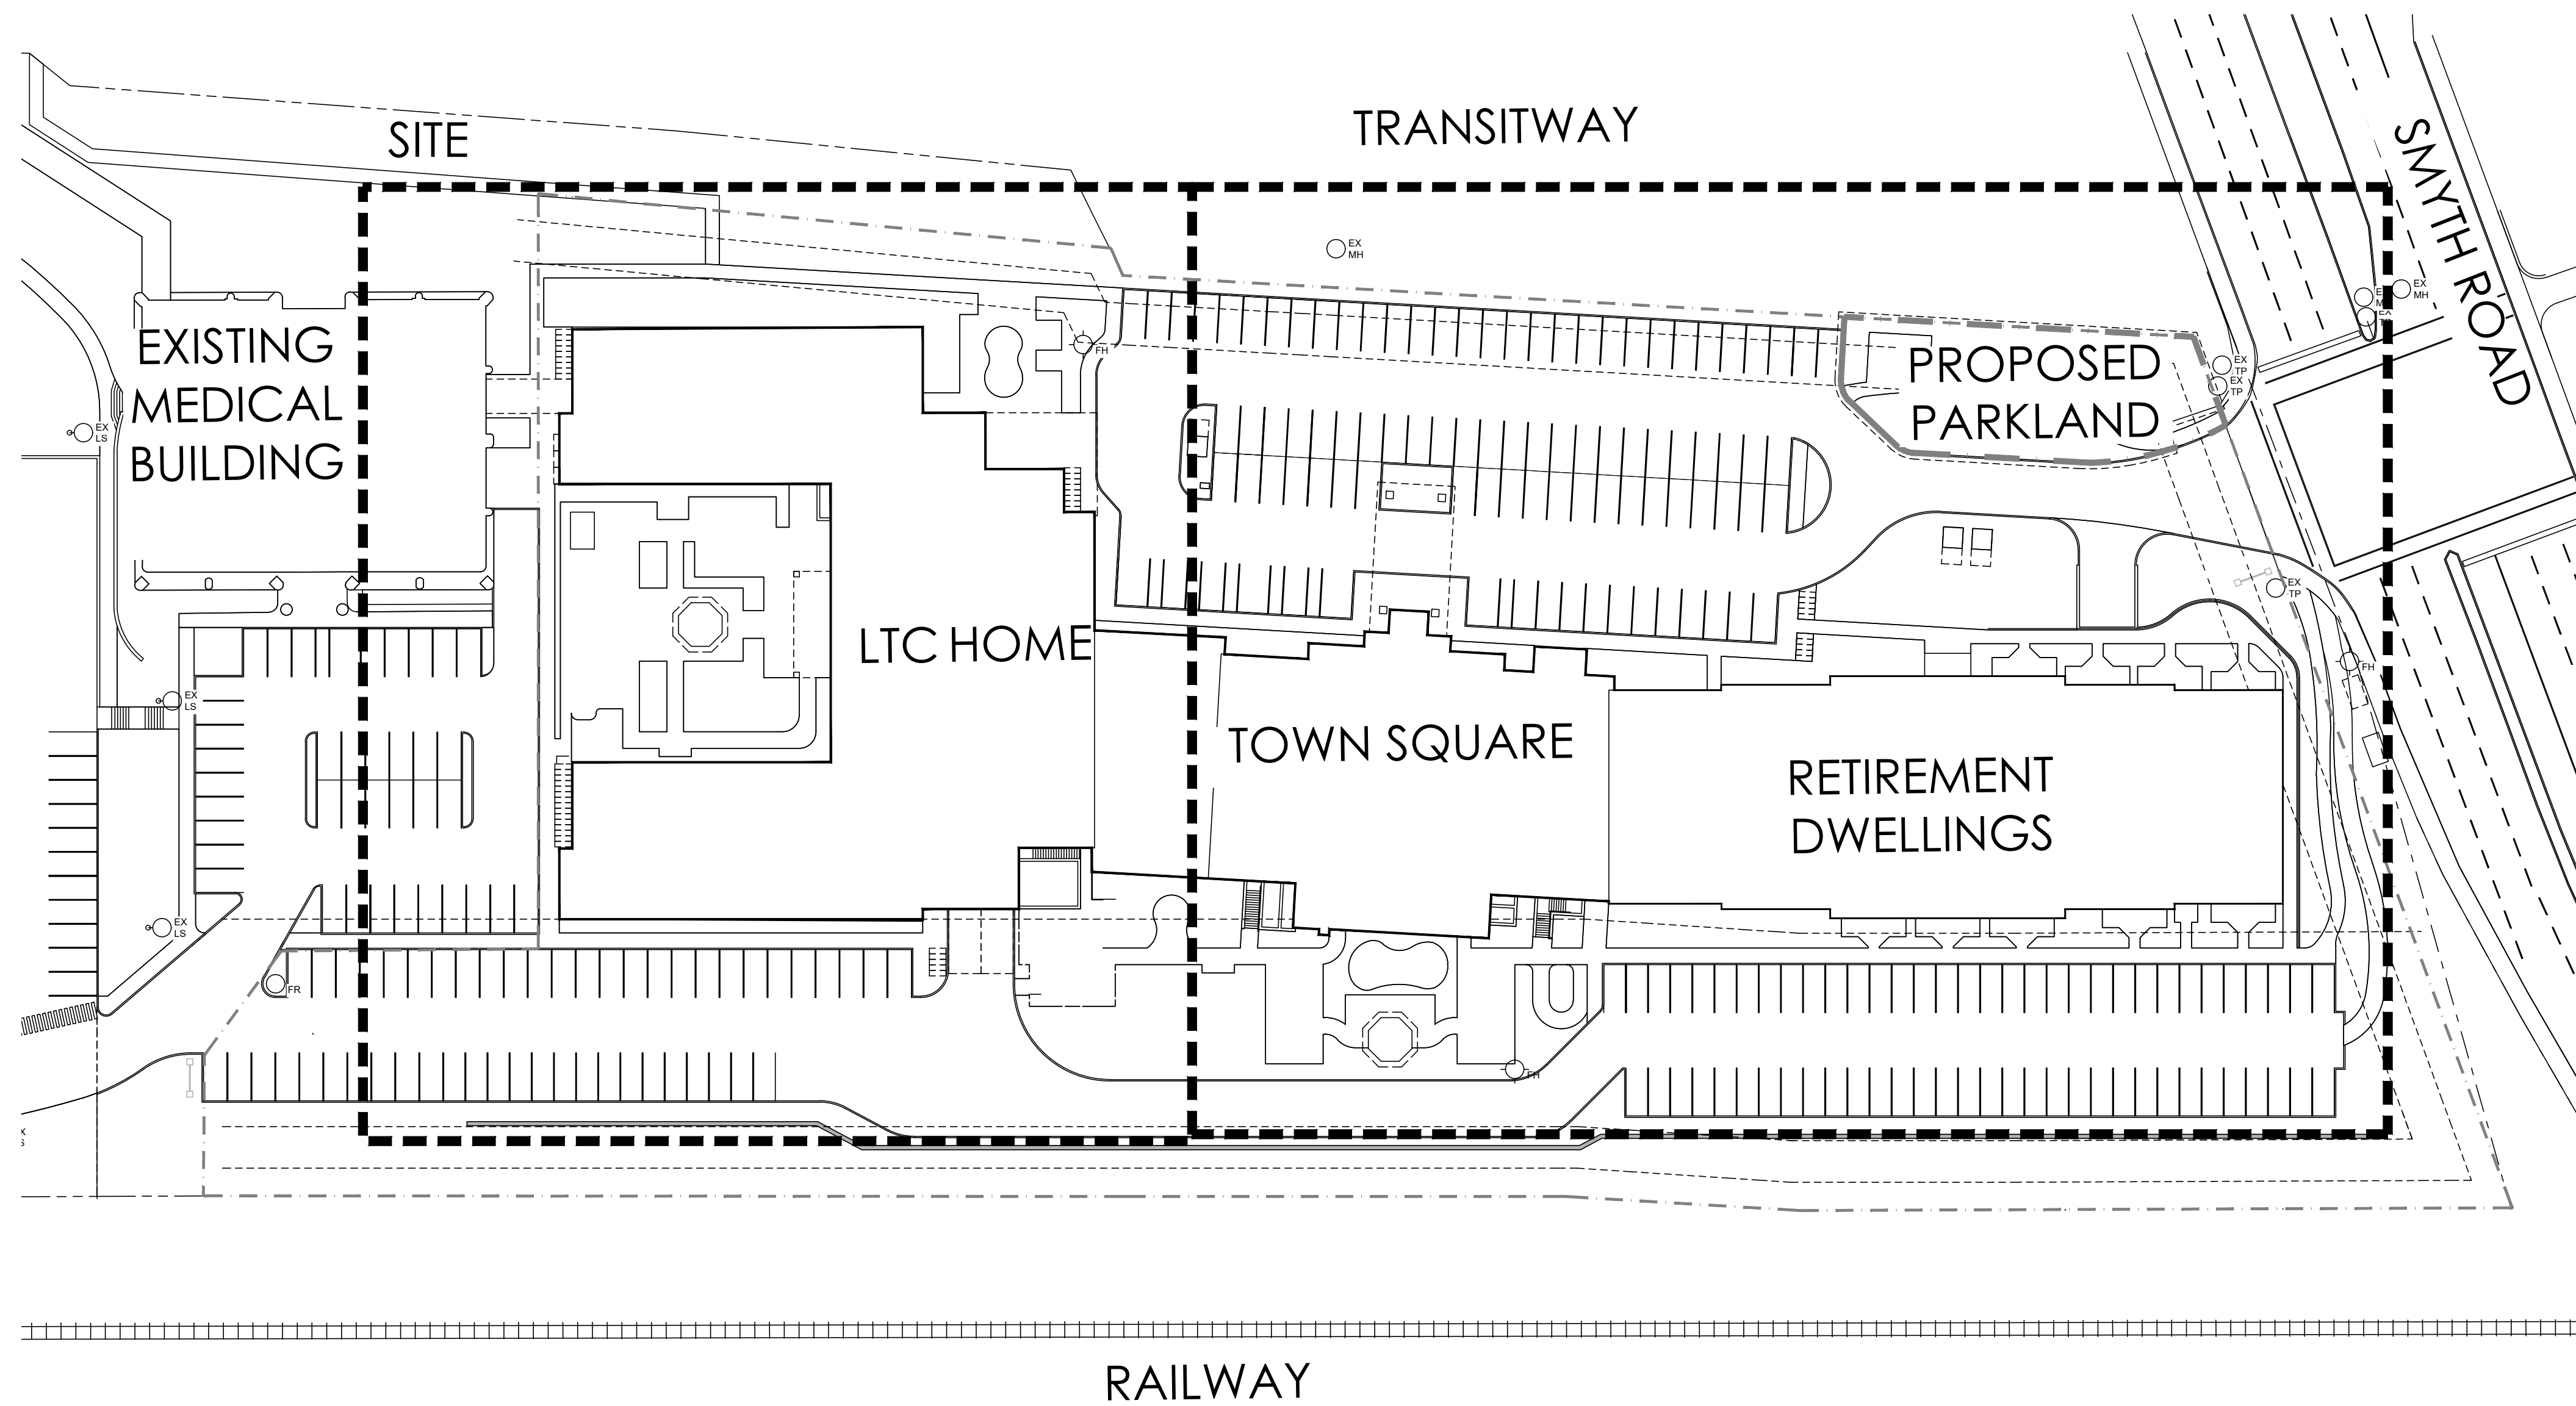 SITE
TRANSITWAY
SMYTH ROAD
EX
MH
EX
MH
EXISTING
MEDICAL
BUILDING
FH
PROPOSED
PARKLAND
EX
TP
EX
TP
EX
LS
EX
TP
LTC HOME
FH
EX
LS
TOWN SQUARE
RETIREMENT
DWELLINGS
EX
LS
FR
FH
RAILWAY